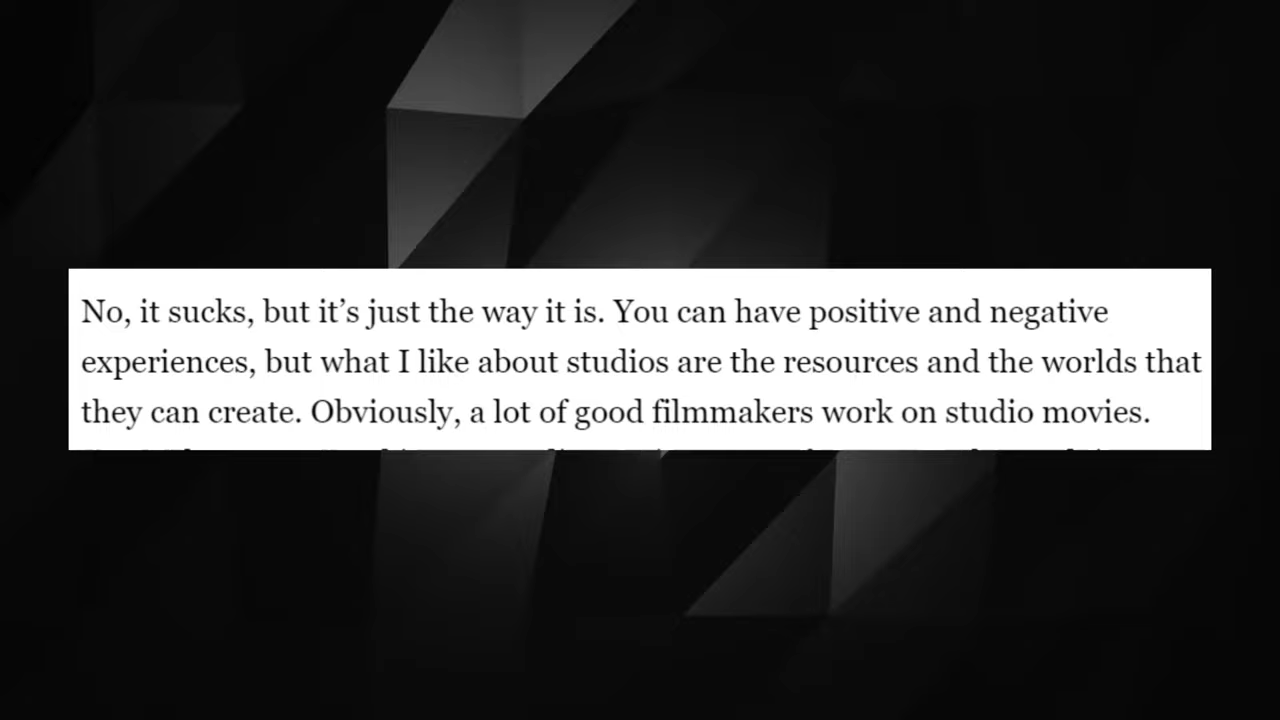 No, it sucks, but it’s just the way it is. You can have positive and negative
experiences, but what I like about studios are the resources and the worlds that
they can create. Obviously, a lot of good filmmakers work on studio movies.